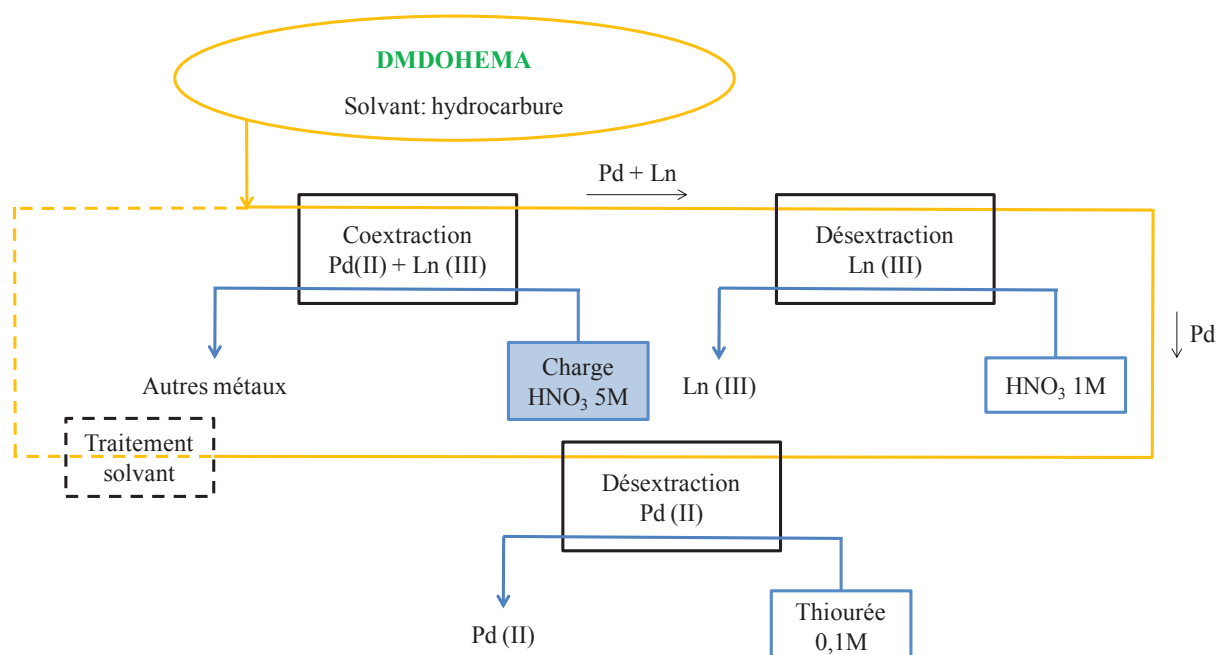 DMDOHEMA
Solvant: hydrocarbure
Pd + Ln
Coextraction
Pd(II) + Ln (III)
Désextraction
Ln (III)
Pd
Autres métaux
Charge
HNO₃ 5M
Ln (III)
HNO₃ 1M
Traitement
solvant
Désextraction
Pd (II)
Pd (II)
Thiourée
0,1M